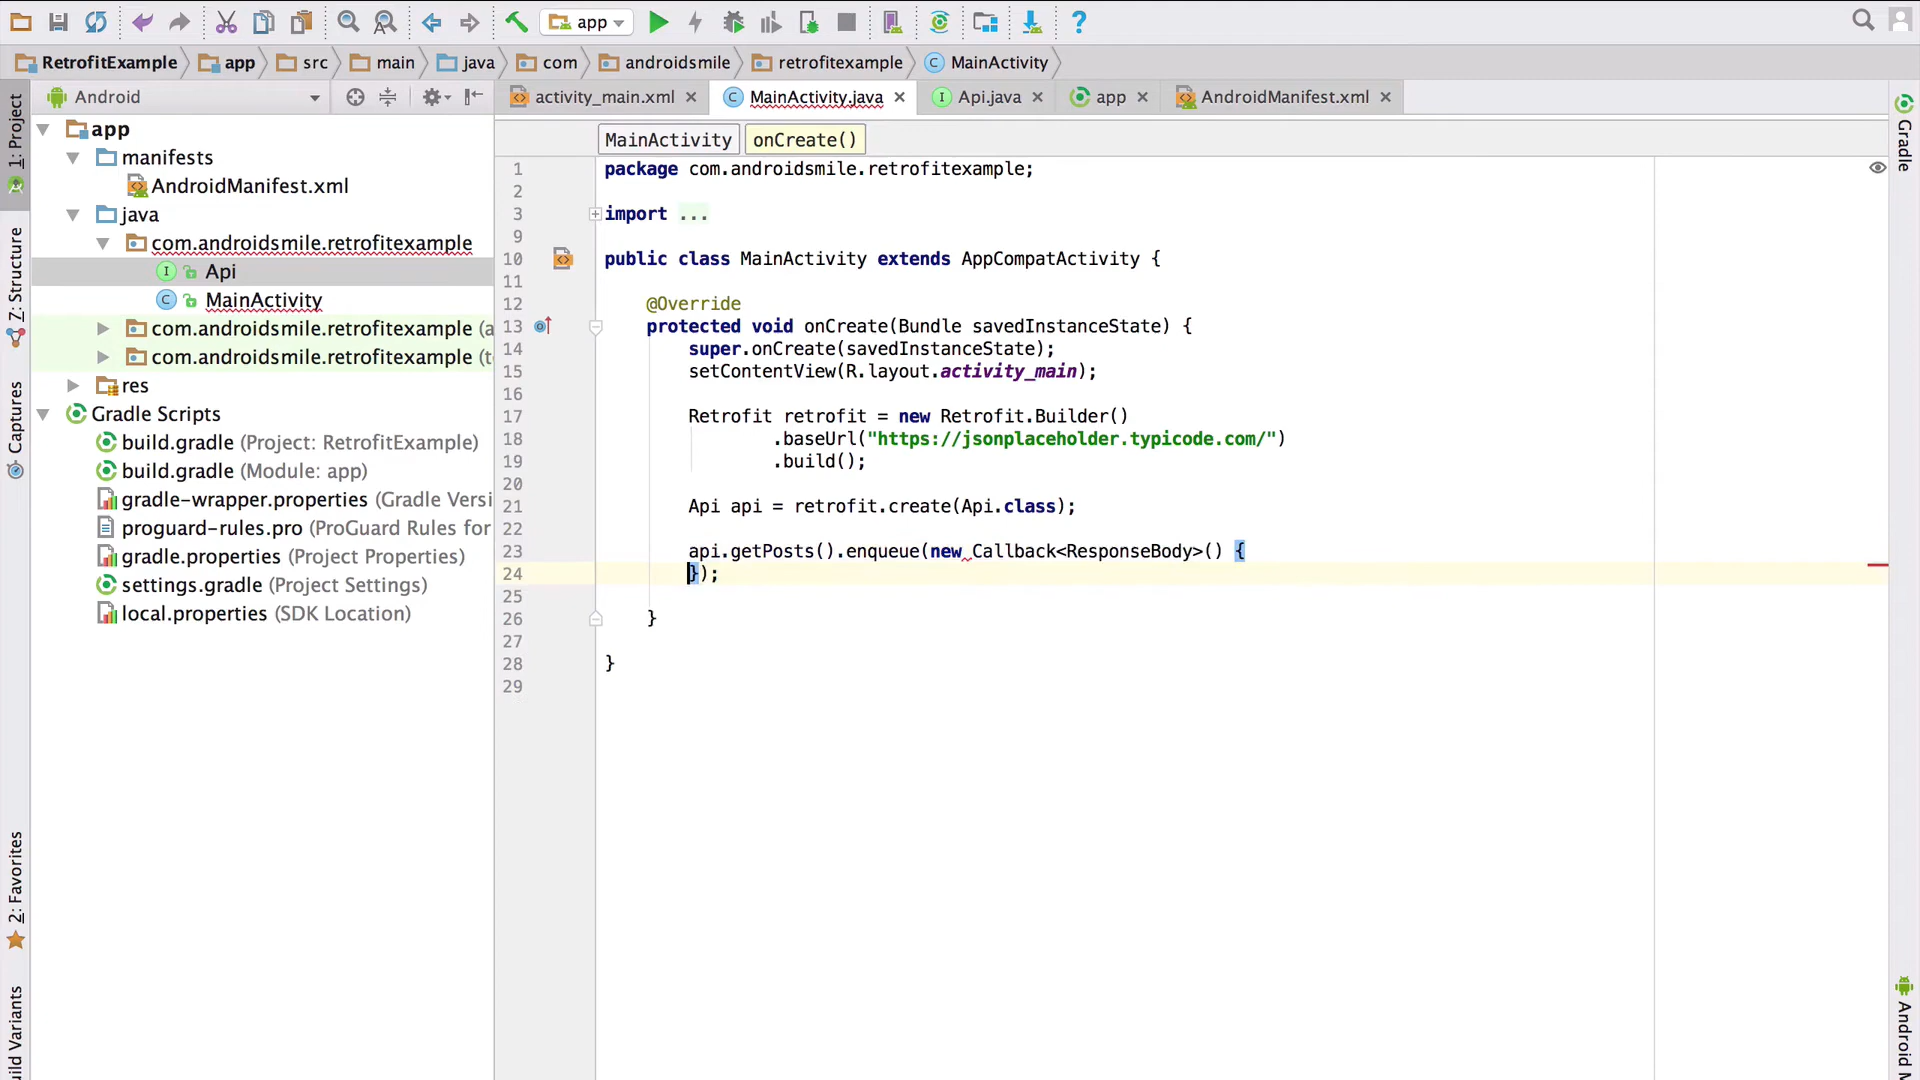 app
RetrofitExample app src main java com androidsmile retrofitexample MainActivity
Android
activity_main.xml MainActivity.java Api.java app AndroidManifest.xml
1: Project
Z: Structure
Captures
2: Favorites
uild Variants
app
manifests
AndroidManifest.xml
java
com.androidsmile.retrofitexample
Api
MainActivity
com.androidsmile.retrofitexample (a
com.androidsmile.retrofitexample (t
res
Gradle Scripts
build.gradle (Project: RetrofitExample)
build.gradle (Module: app)
gradle-wrapper.properties (Gradle Versi
proguard-rules.pro (ProGuard Rules for
gradle.properties (Project Properties)
settings.gradle (Project Settings)
local.properties (SDK Location)
MainActivity onCreate()
1 package com.androidsmile.retrofitexample;
2
3 import ...
9
10 public class MainActivity extends AppCompatActivity {
11
12 @Override
13 protected void onCreate(Bundle savedInstanceState) {
14 super.onCreate(savedInstanceState);
15 setContentView(R.layout.activity_main);
16
17 Retrofit retrofit = new Retrofit.Builder()
18 .baseUrl("https://jsonplaceholder.typicode.com/")
19 .build();
20
21 Api api = retrofit.create(Api.class);
22
23 api.getPosts().enqueue(new Callback<ResponseBody>() {
24 });
25
26 }
27
28 }
29
Gradle
Android M